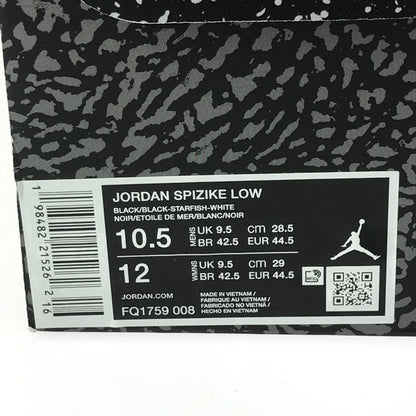 JORDAN SPIZIKE LOW
BLACK/BLACK-STARFISH-WHITE
NOIR/ETOILE DE MER/BLANC/NOIR
10.5 MENS UK 9.5 CM 28.5
BR 42.5 EUR 44.5
12 WMNS UK 9.5 CM 29
BR 42.5 EUR 44.5
JORDAN.COM
FQ1759 008
MADE IN VIETNAM /
FABRIQUÉ AU VIETNAM /
FABRICADO NO VIETNÃ /
HECHO EN VIETNAM
1 98482 21526 2 16